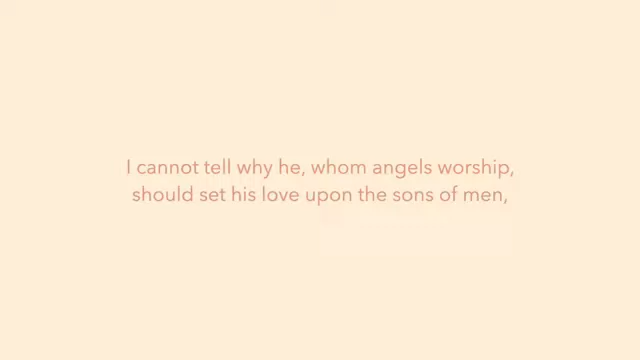 I cannot tell why he, whom angels worship,
should set his love upon the sons of men,